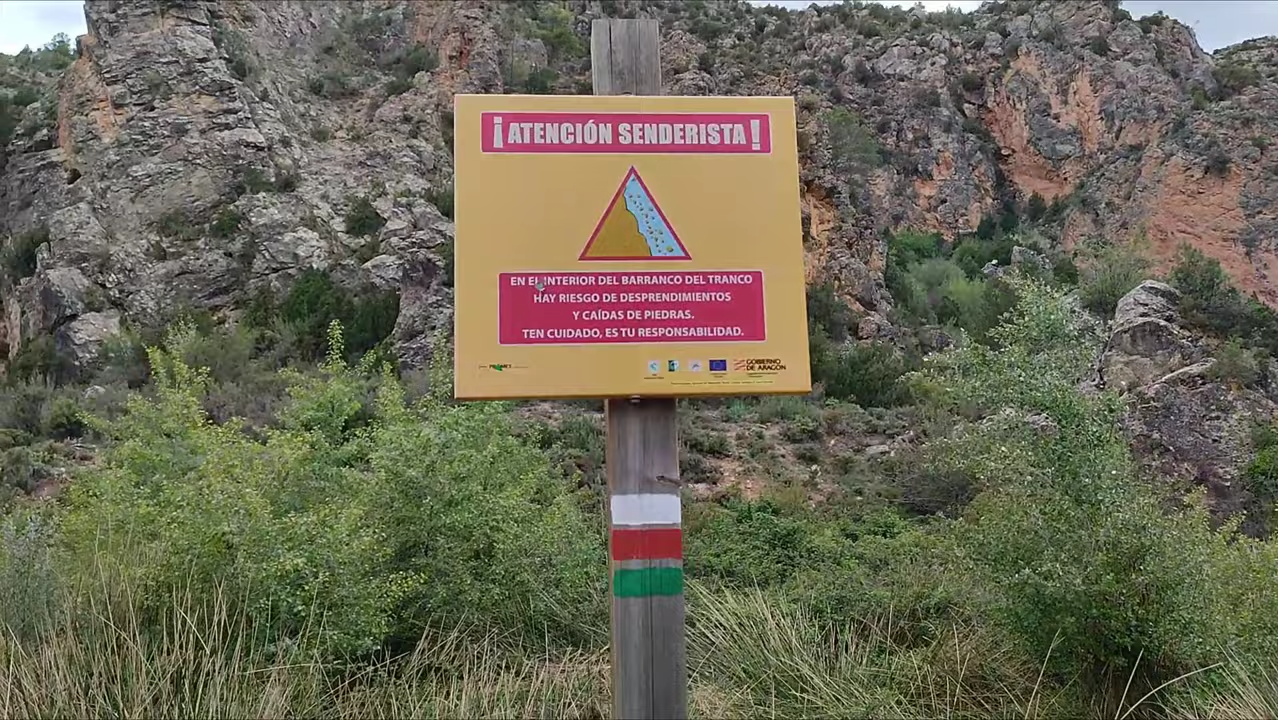 ¡ATENCIÓN SENDERISTA!
EN EL INTERIOR DEL BARRANCO DEL TRANCO
HAY RIESGO DE DESPRENDIMIENTOS
Y CAÍDAS DE PIEDRAS.
TEN CUIDADO, ES TU RESPONSABILIDAD.
GOBIERNO
DE ARAGON